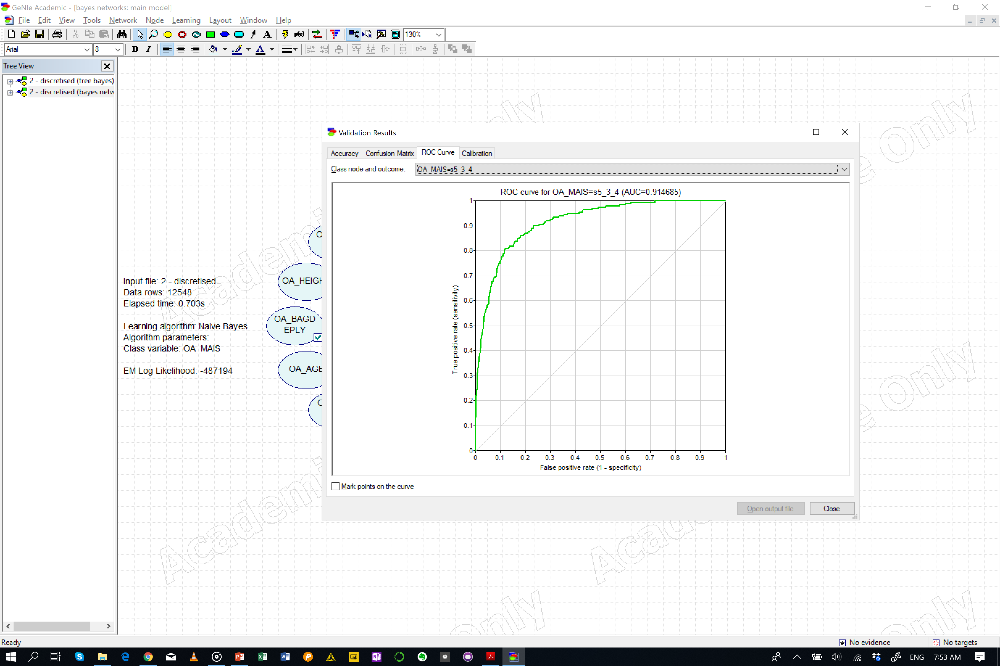 GeNIe Academic - [bayes networks: main model]
File Edit View Tools Network Node Learning Layout Window Help
A p(e) 130%
Arial 8 B I A
Tree View
2 - discretised (tree bayes)
2 - discretised (bayes netw
Input file: 2 - discretised
Data rows: 12548
Elapsed time: 0.703s
Learning algorithm: Naive Bayes
Algorithm parameters:
Class variable: OA_MAIS
EM Log Likelihood: -487194
OA_HEIGH
OA_BAGD
EPLY
OA_AGE
Validation Results
Accuracy Confusion Matrix ROC Curve Calibration
Class node and outcome: OA_MAIS=s5_3_4
ROC curve for OA_MAIS=s5_3_4 (AUC=0.914685)
1
0.9
0.8
0.7
0.6
0.5
0.4
0.3
0.2
0.1
0
True positive rate (sensitivity)
0 0.1 0.2 0.3 0.4 0.5 0.6 0.7 0.8 0.9 1
False positive rate (1 - specificity)
Mark points on the curve
Open output file Close
Academic Only
Ready No evidence No targets
ENG 7:53 AM